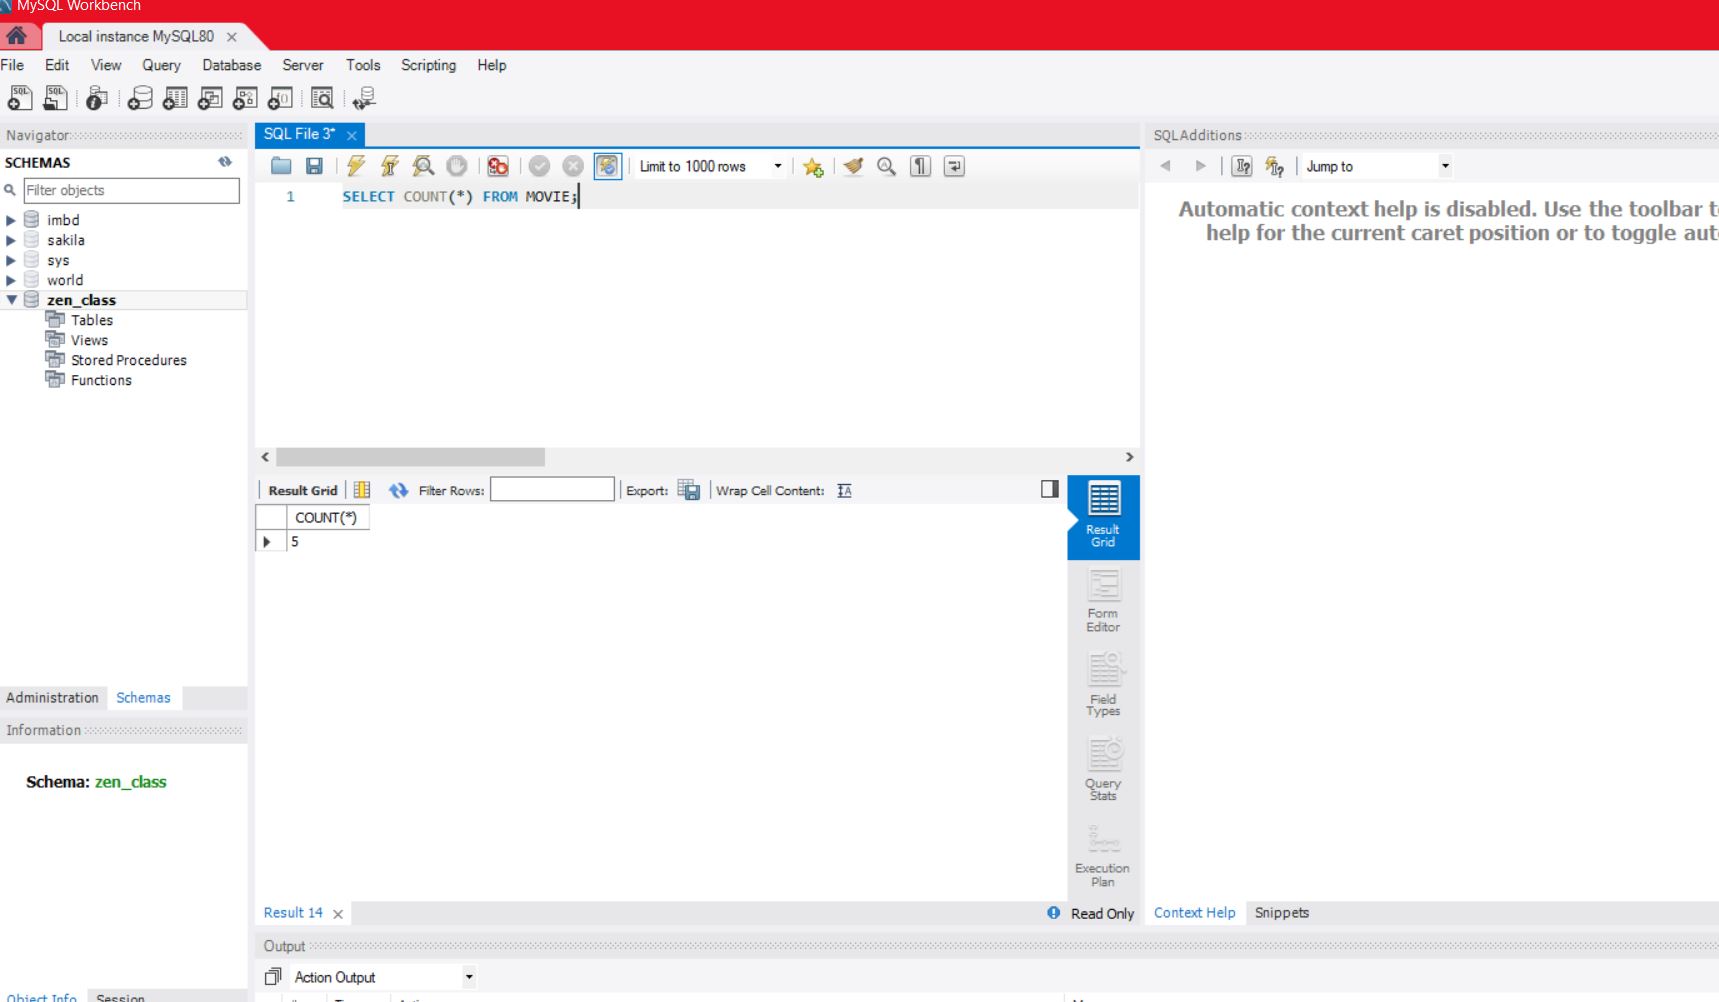 MySQL Workbench
Local instance MySQL80
File Edit View Query Database Server Tools Scripting Help
Navigator
SCHEMAS
Filter objects
imbd
sakila
sys
world
zen_class
Tables
Views
Stored Procedures
Functions
Administration Schemas
Information
Schema: zen_class
Object Info Session
SQL File 3*
Limit to 1000 rows
1 SELECT COUNT(*) FROM MOVIE;
Result Grid Filter Rows: Export: Wrap Cell Content:
COUNT(*)
5
Result
Grid
Form
Editor
Field
Types
Query
Stats
Execution
Plan
Result 14
Read Only
Output
Action Output
SQLAdditions
Jump to
Automatic context help is disabled. Use the toolbar
help for the current caret position or to toggle
Context Help Snippets